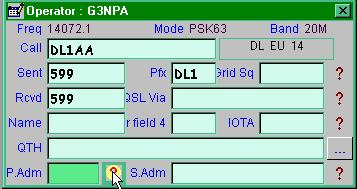 Operator : G3NPA
Freq 14072.1 Mode PSK63 Band 20M
Call DL1AA DL EU 14
Sent 599 Pfx DL1 Grid Sq ?
Rcvd 599 QSL Via ?
Name r field 4 IOTA ?
QTH ...
P.Adm ? S.Adm ?